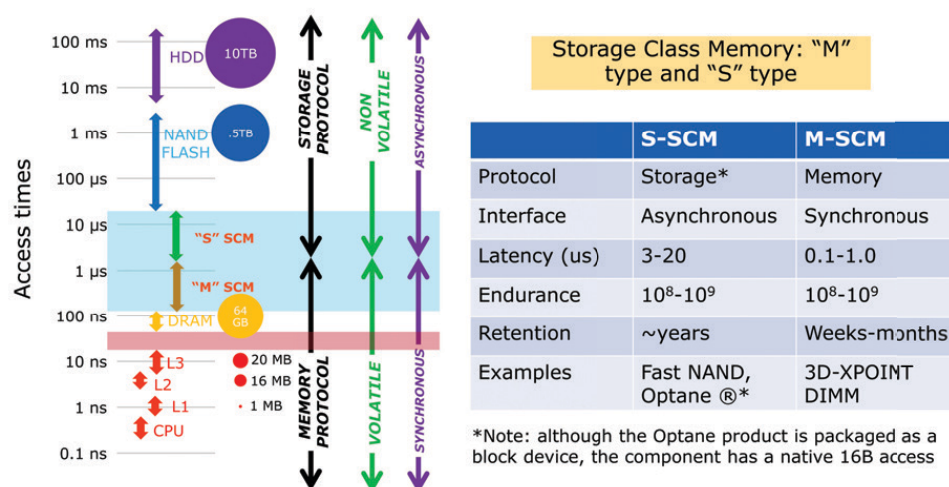 Access times
100 ms
10 ms
1 ms
100 µs
10 µs
1 µs
100 ns
10 ns
1 ns
0.1 ns
HDD
10TB
NAND
FLASH
.5TB
“S” SCM
“M” SCM
DRAM
64
GB
L3
L2
L1
CPU
20 MB
16 MB
1 MB
STORAGE
PROTOCOL
MEMORY
PROTOCOL
NON
VOLATILE
VOLATILE
ASYNCHRONOUS
SYNCHRONOUS
Storage Class Memory: “M”
type and “S” type
S-SCM M-SCM
Protocol Storage* Memory
Interface Asynchronous Synchronous
Latency (us) 3-20 0.1-1.0
Endurance 10⁸-10⁹ 10⁸-10⁹
Retention ~years Weeks-months
Examples Fast NAND, 3D-XPOINT
Optane ®* DIMM
*Note: although the Optane product is packaged as a
block device, the component has a native 16B access